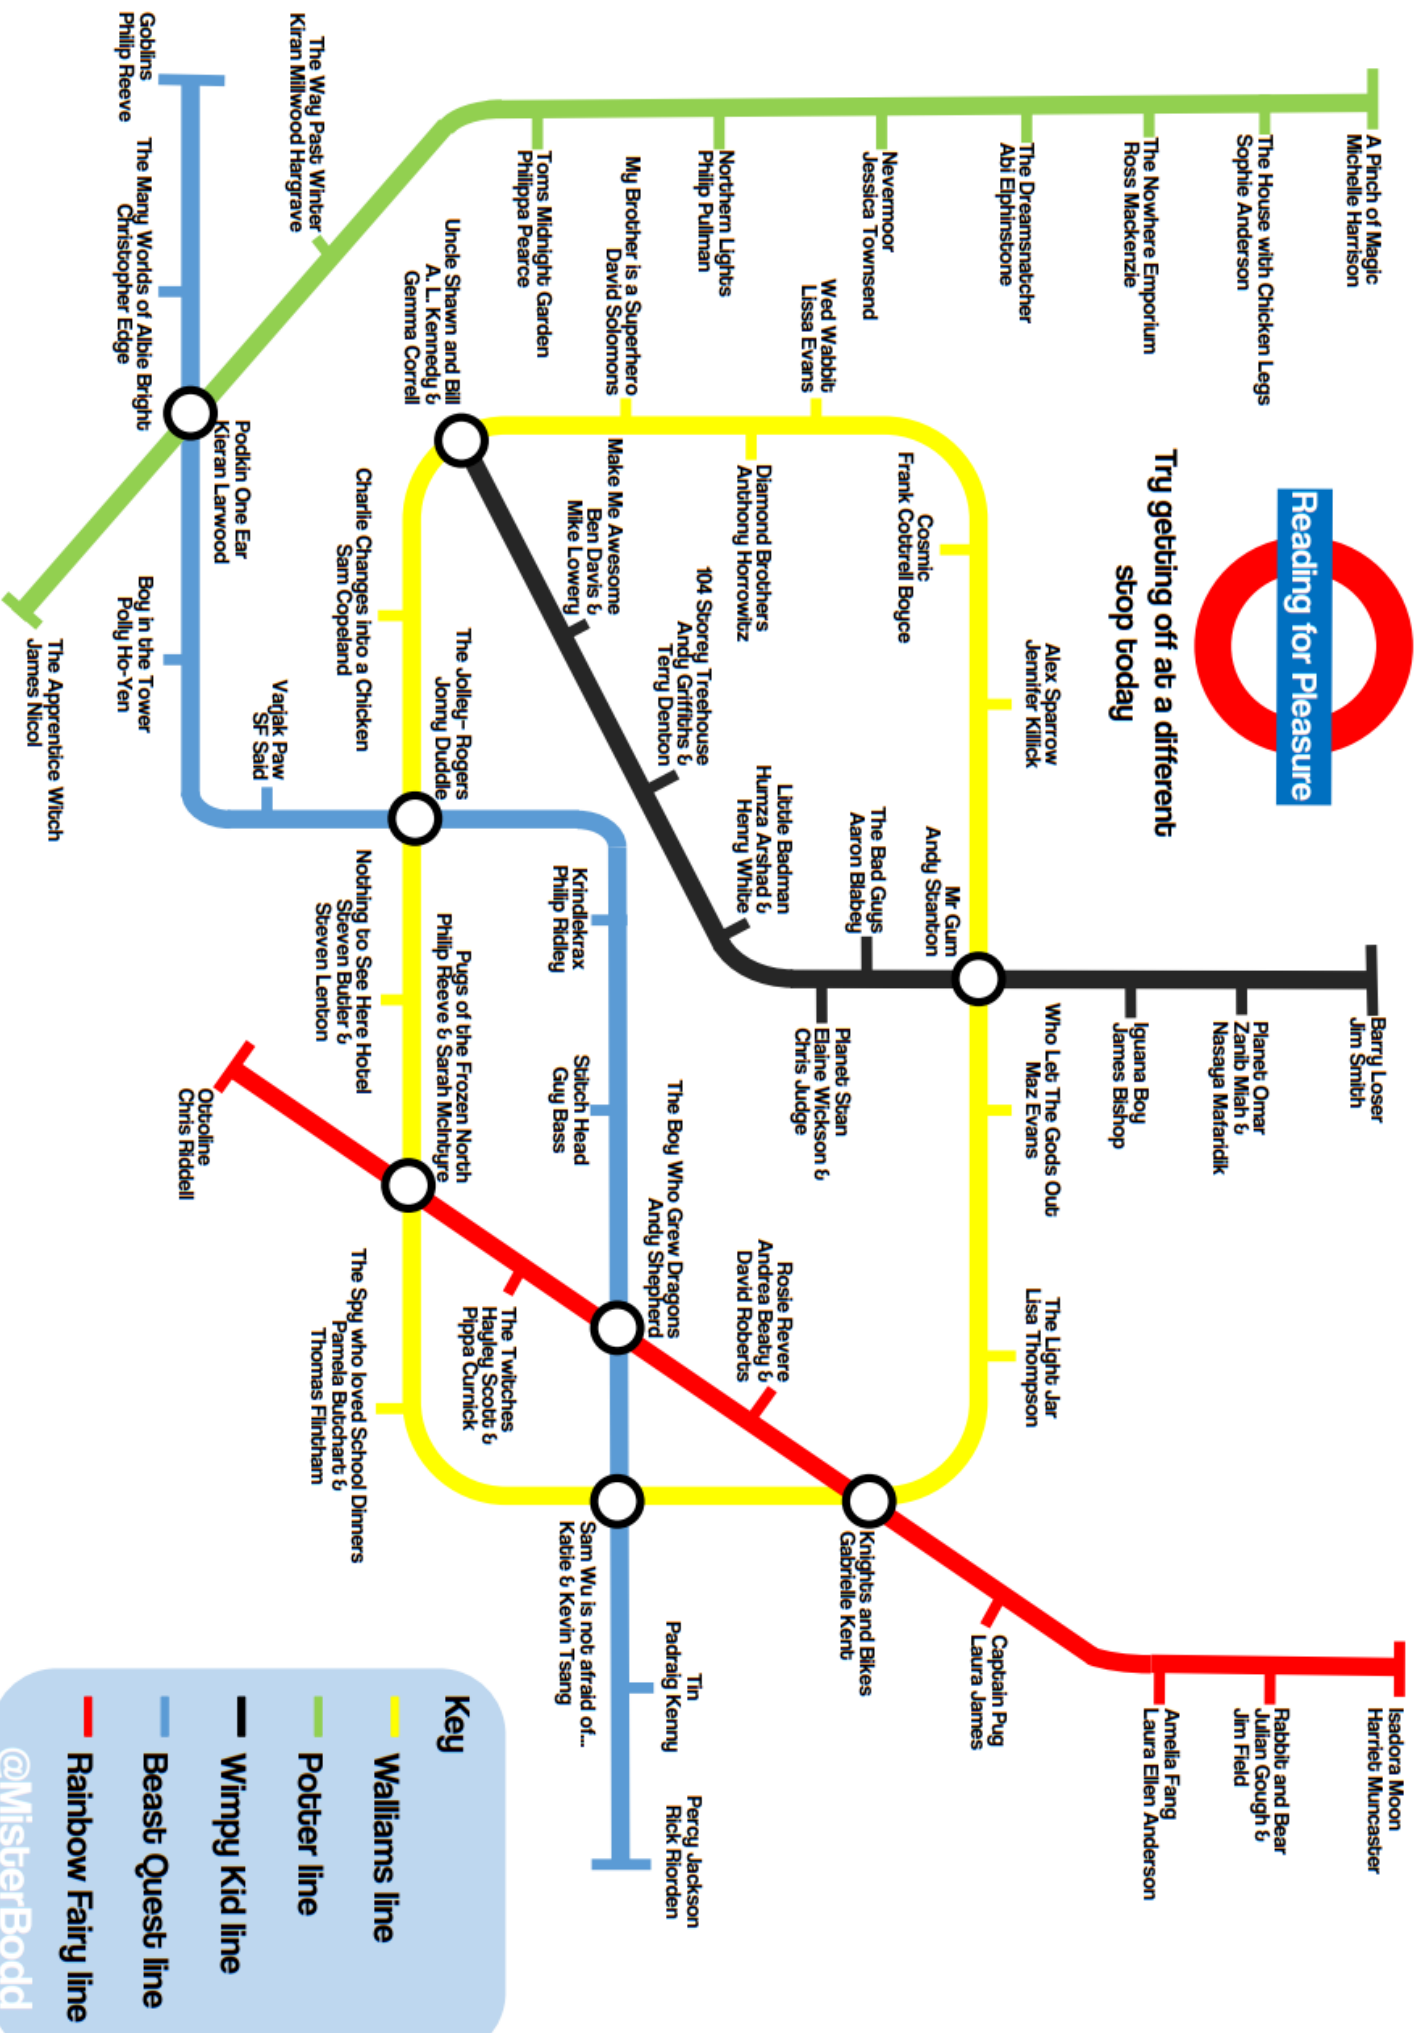 Reading for Pleasure
Try getting off at a different
stop today
A Pinch of Magic
Michelle Harrison
The House with Chicken Legs
Sophie Anderson
The Nowhere Emporium
Ross Mackenzie
The Dreamsnatcher
Abi Elphinstone
Nevermoor
Jessica Townsend
Northern Lights
Philip Pullman
Toms Midnight Garden
Philippa Pearce
The Way Past Winter
Kiran Millwood Hargrave
Podkin One Ear
Kieran Larwood
The Apprentice Witch
James Nicol
Goblins
Philip Reeve
The Many Worlds of Albie Bright
Christopher Edge
Boy in the Tower
Polly Ho-Yen
Varjak Paw
SF Said
The Jolley- Rogers
Jonny Duddle
Krindlekrax
Philip Ridley
Stitch Head
Guy Bass
The Boy Who Grew Dragons
Andy Shepherd
Sam Wu is not afraid of...
Katie & Kevin Tsang
Tin
Padraig Kenny
Percy Jackson
Rick Riorden
Wed Wabbit
Lissa Evans
My Brother is a Superhero
David Solomons
Diamond Brothers
Anthony Horrowitz
Uncle Shawn and Bill
A. L. Kennedy &
Gemma Correll
Cosmic
Frank Cottrell Boyce
Alex Sparrow
Jennifer Killick
Mr Gum
Andy Stanton
Who Let The Gods Out
Maz Evans
The Light Jar
Lisa Thompson
Knights and Bikes
Gabrielle Kent
Charlie Changes into a Chicken
Sam Copeland
Nothing to See Here Hotel
Steven Butler &
Steven Lenton
Pugs of the Frozen North
Philip Reeve & Sarah McIntyre
The Spy who loved School Dinners
Pamela Butchart &
Thomas Flintham
Make Me Awesome
Ben Davis &
Mike Lowery
104 Storey Treehouse
Andy Griffiths &
Terry Denton
Little Badman
Humza Arshad &
Henry White
The Bad Guys
Aaron Blabey
Planet Stan
Elaine Wickson &
Chris Judge
Iguana Boy
James Bishop
Planet Omar
Zanib Miah &
Nasaya Mafaridik
Barry Loser
Jim Smith
Ottoline
Chris Riddell
The Twitches
Hayley Scott &
Pippa Curnick
Rosie Revere
Andrea Beaty &
David Roberts
Captain Pug
Laura James
Amelia Fang
Laura Ellen Anderson
Rabbit and Bear
Julian Gough &
Jim Field
Isadora Moon
Harriet Muncaster
Key
Walliams line
Potter line
Wimpy Kid line
Beast Quest line
Rainbow Fairy line
@MisterBodd